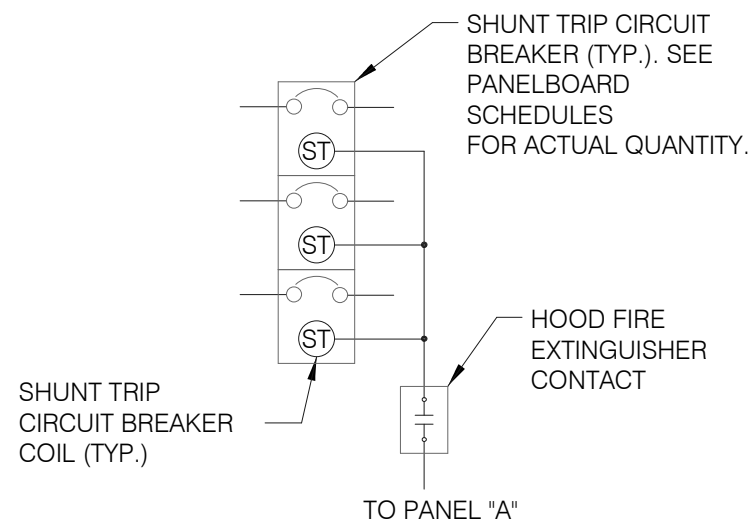 SHUNT TRIP CIRCUIT
BREAKER (TYP.). SEE
PANELBOARD
SCHEDULES
FOR ACTUAL QUANTITY.
ST
ST
ST
HOOD FIRE
EXTINGUISHER
CONTACT
SHUNT TRIP
CIRCUIT BREAKER
COIL (TYP.)
TO PANEL "A"